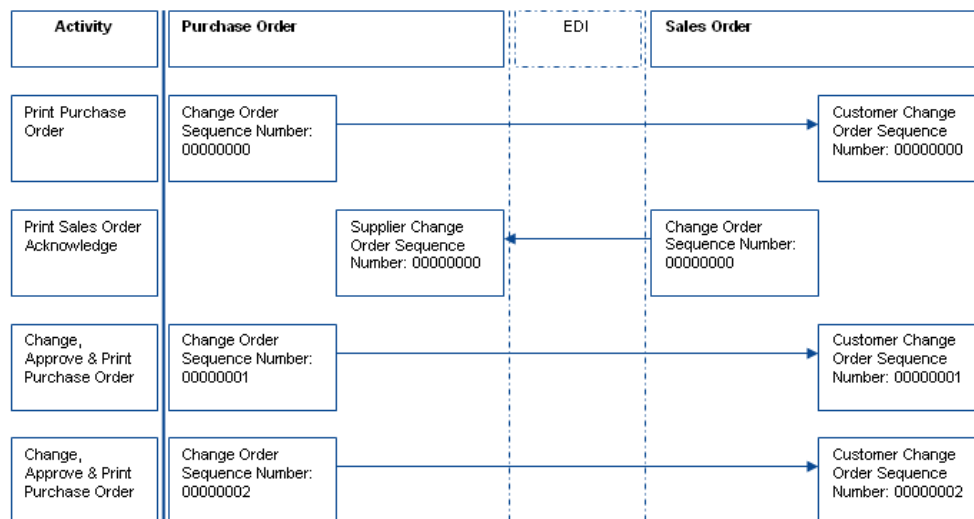 Activity
Purchase Order
EDI
Sales Order
Print Purchase
Order
Change Order
Sequence Number:
00000000
Customer Change
Order Sequence
Number: 00000000
Print Sales Order
Acknowledge
Supplier Change
Order Sequence
Number: 00000000
Change Order
Sequence Number:
00000000
Change,
Approve & Print
Purchase Order
Change Order
Sequence Number:
00000001
Customer Change
Order Sequence
Number: 00000001
Change,
Approve & Print
Purchase Order
Change Order
Sequence Number:
00000002
Customer Change
Order Sequence
Number: 00000002